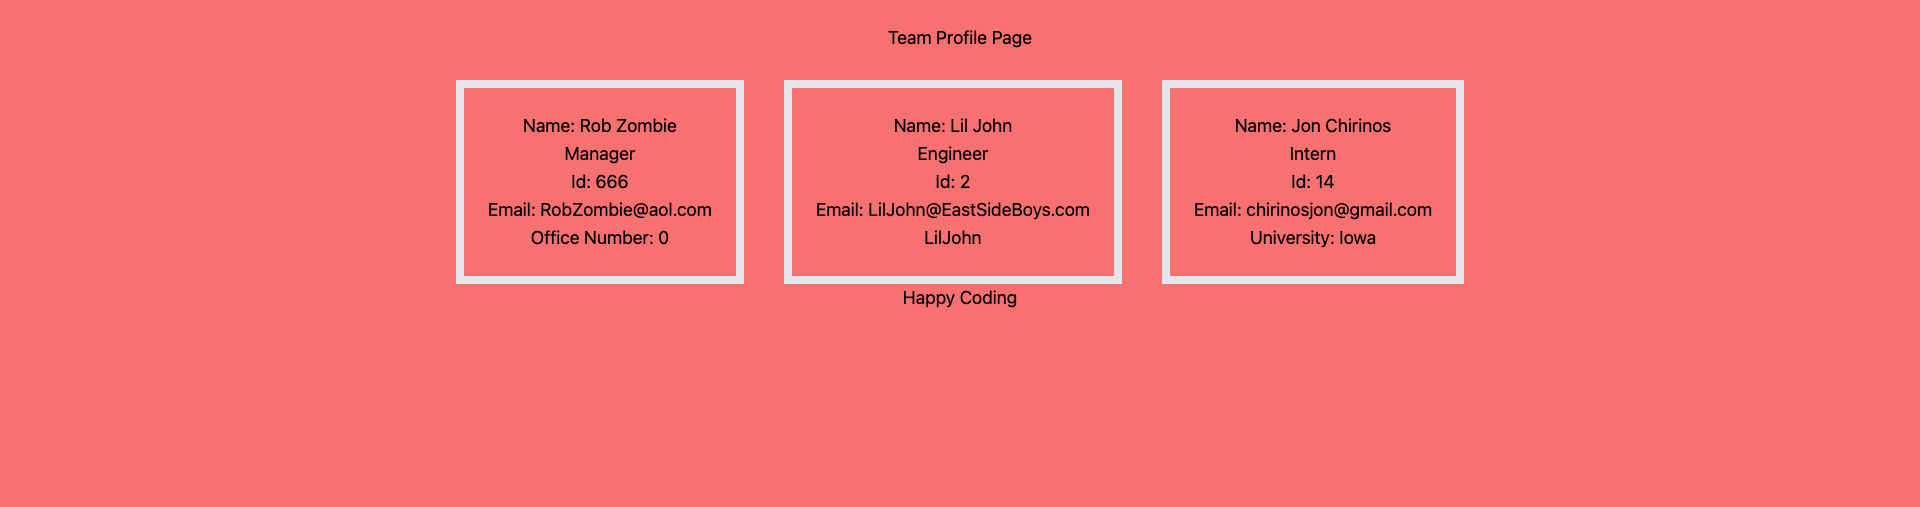 Team Profile Page
Name: Rob Zombie
Manager
Id: 666
Email: RobZombie@aol.com
Office Number: 0
Name: Lil John
Engineer
Id: 2
Email: LilJohn@EastSideBoys.com
LilJohn
Name: Jon Chirinos
Intern
Id: 14
Email: chirinosjon@gmail.com
University: Iowa
Happy Coding